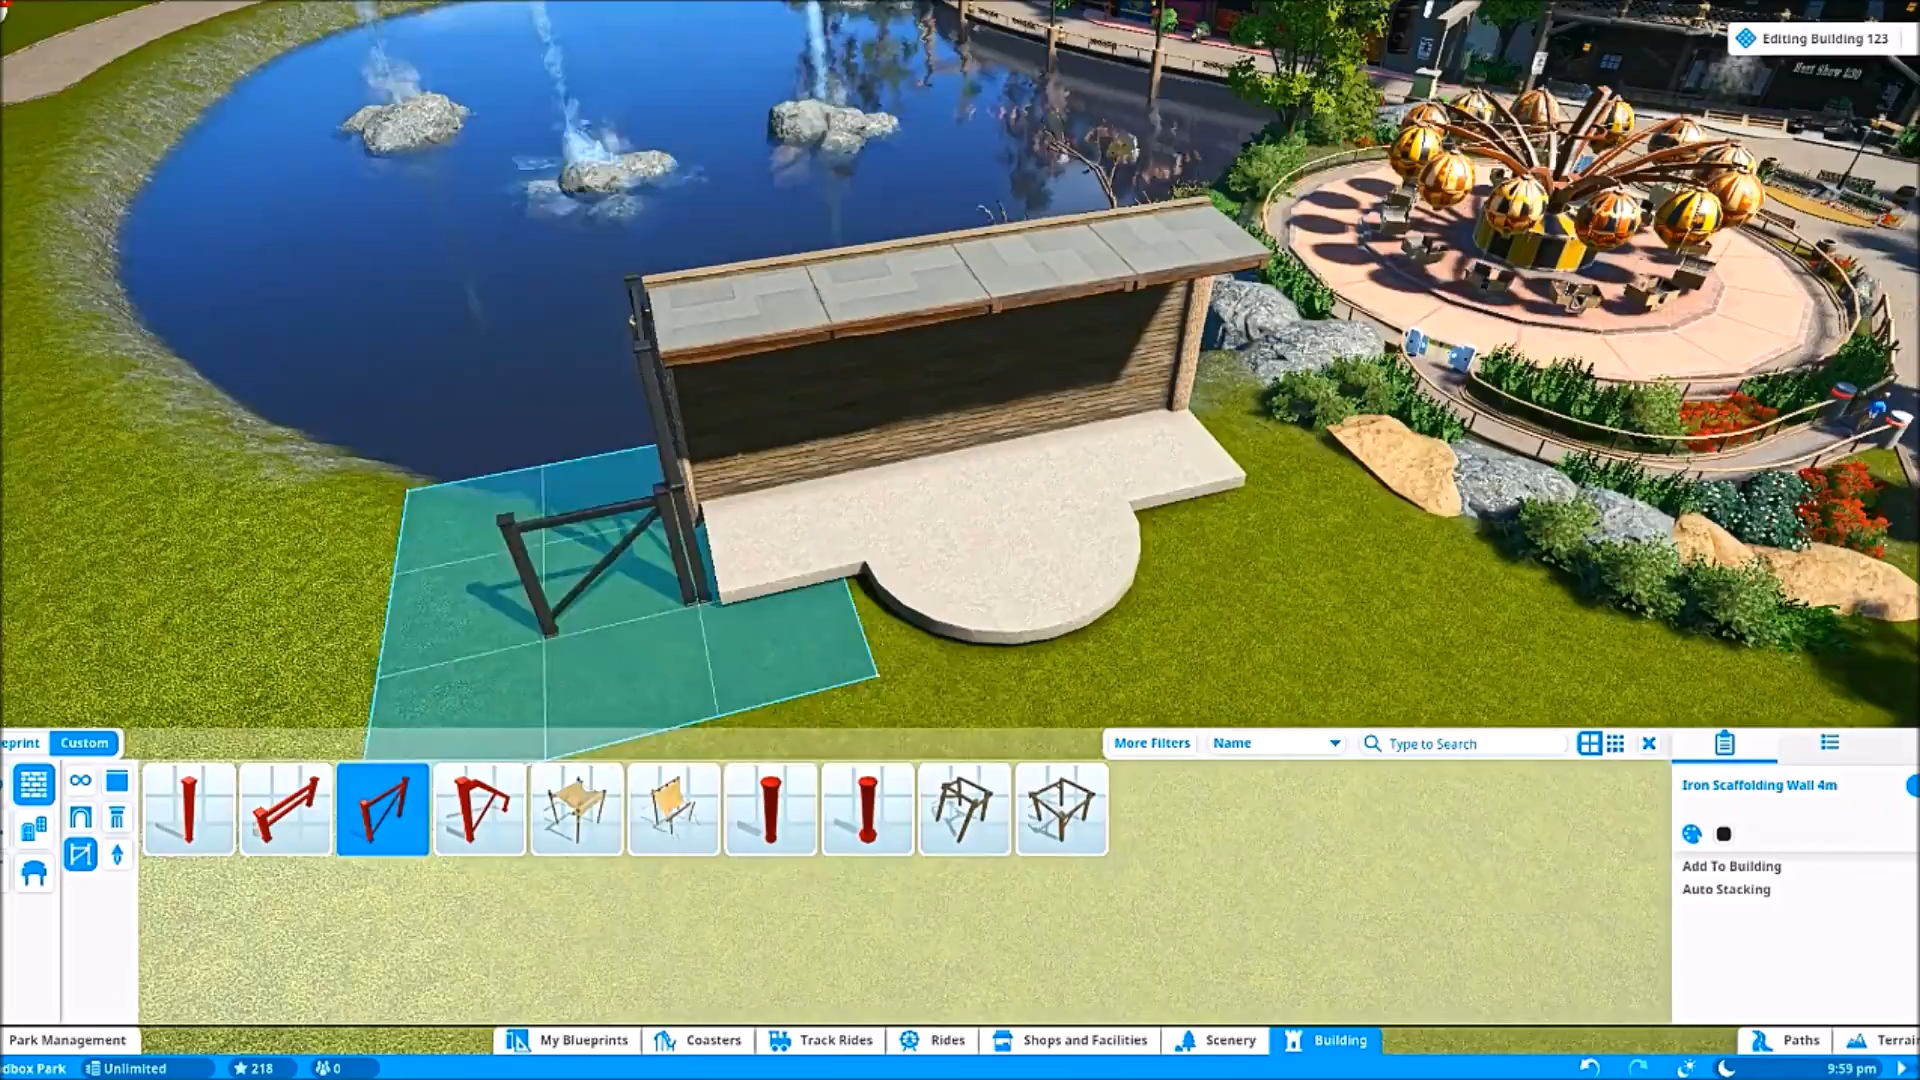 Editing Building 123
eprint
Custom
More Filters
Name
Type to Search
Iron Scaffolding Wall 4m
Add To Building
Auto Stacking
Park Management
My Blueprints
Coasters
Track Rides
Rides
Shops and Facilities
Scenery
Building
Paths
Terrai
dbox Park
Unlimited
218
0
9:59 pm